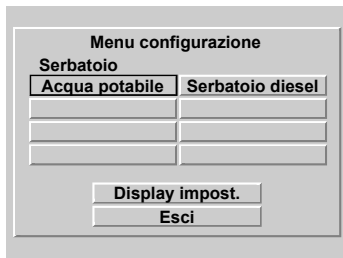 Menu configurazione
Serbatoio
Acqua potabile Serbatoio diesel
Display impost.
Esci